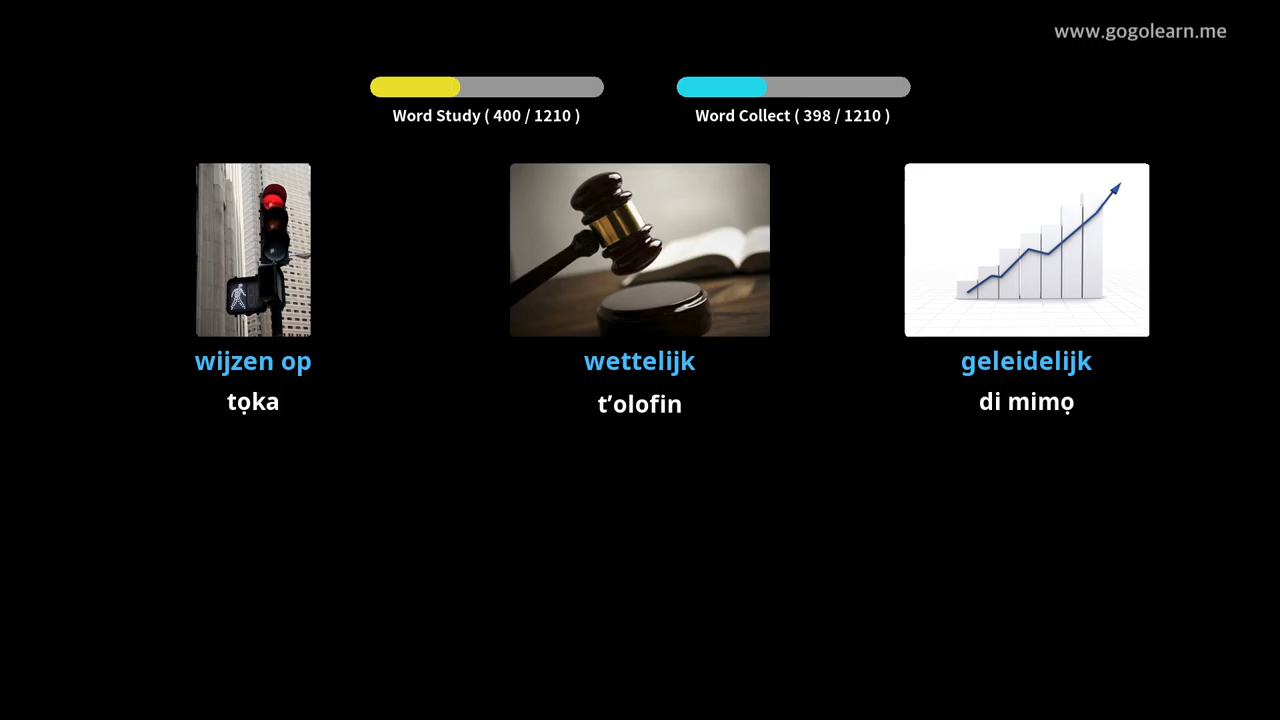 www.gogolearn.me
Word Study ( 400 / 1210 )
Word Collect ( 398 / 1210 )
wijzen op
wettelijk
geleidelijk
tọka
t’olofin
di mimọ